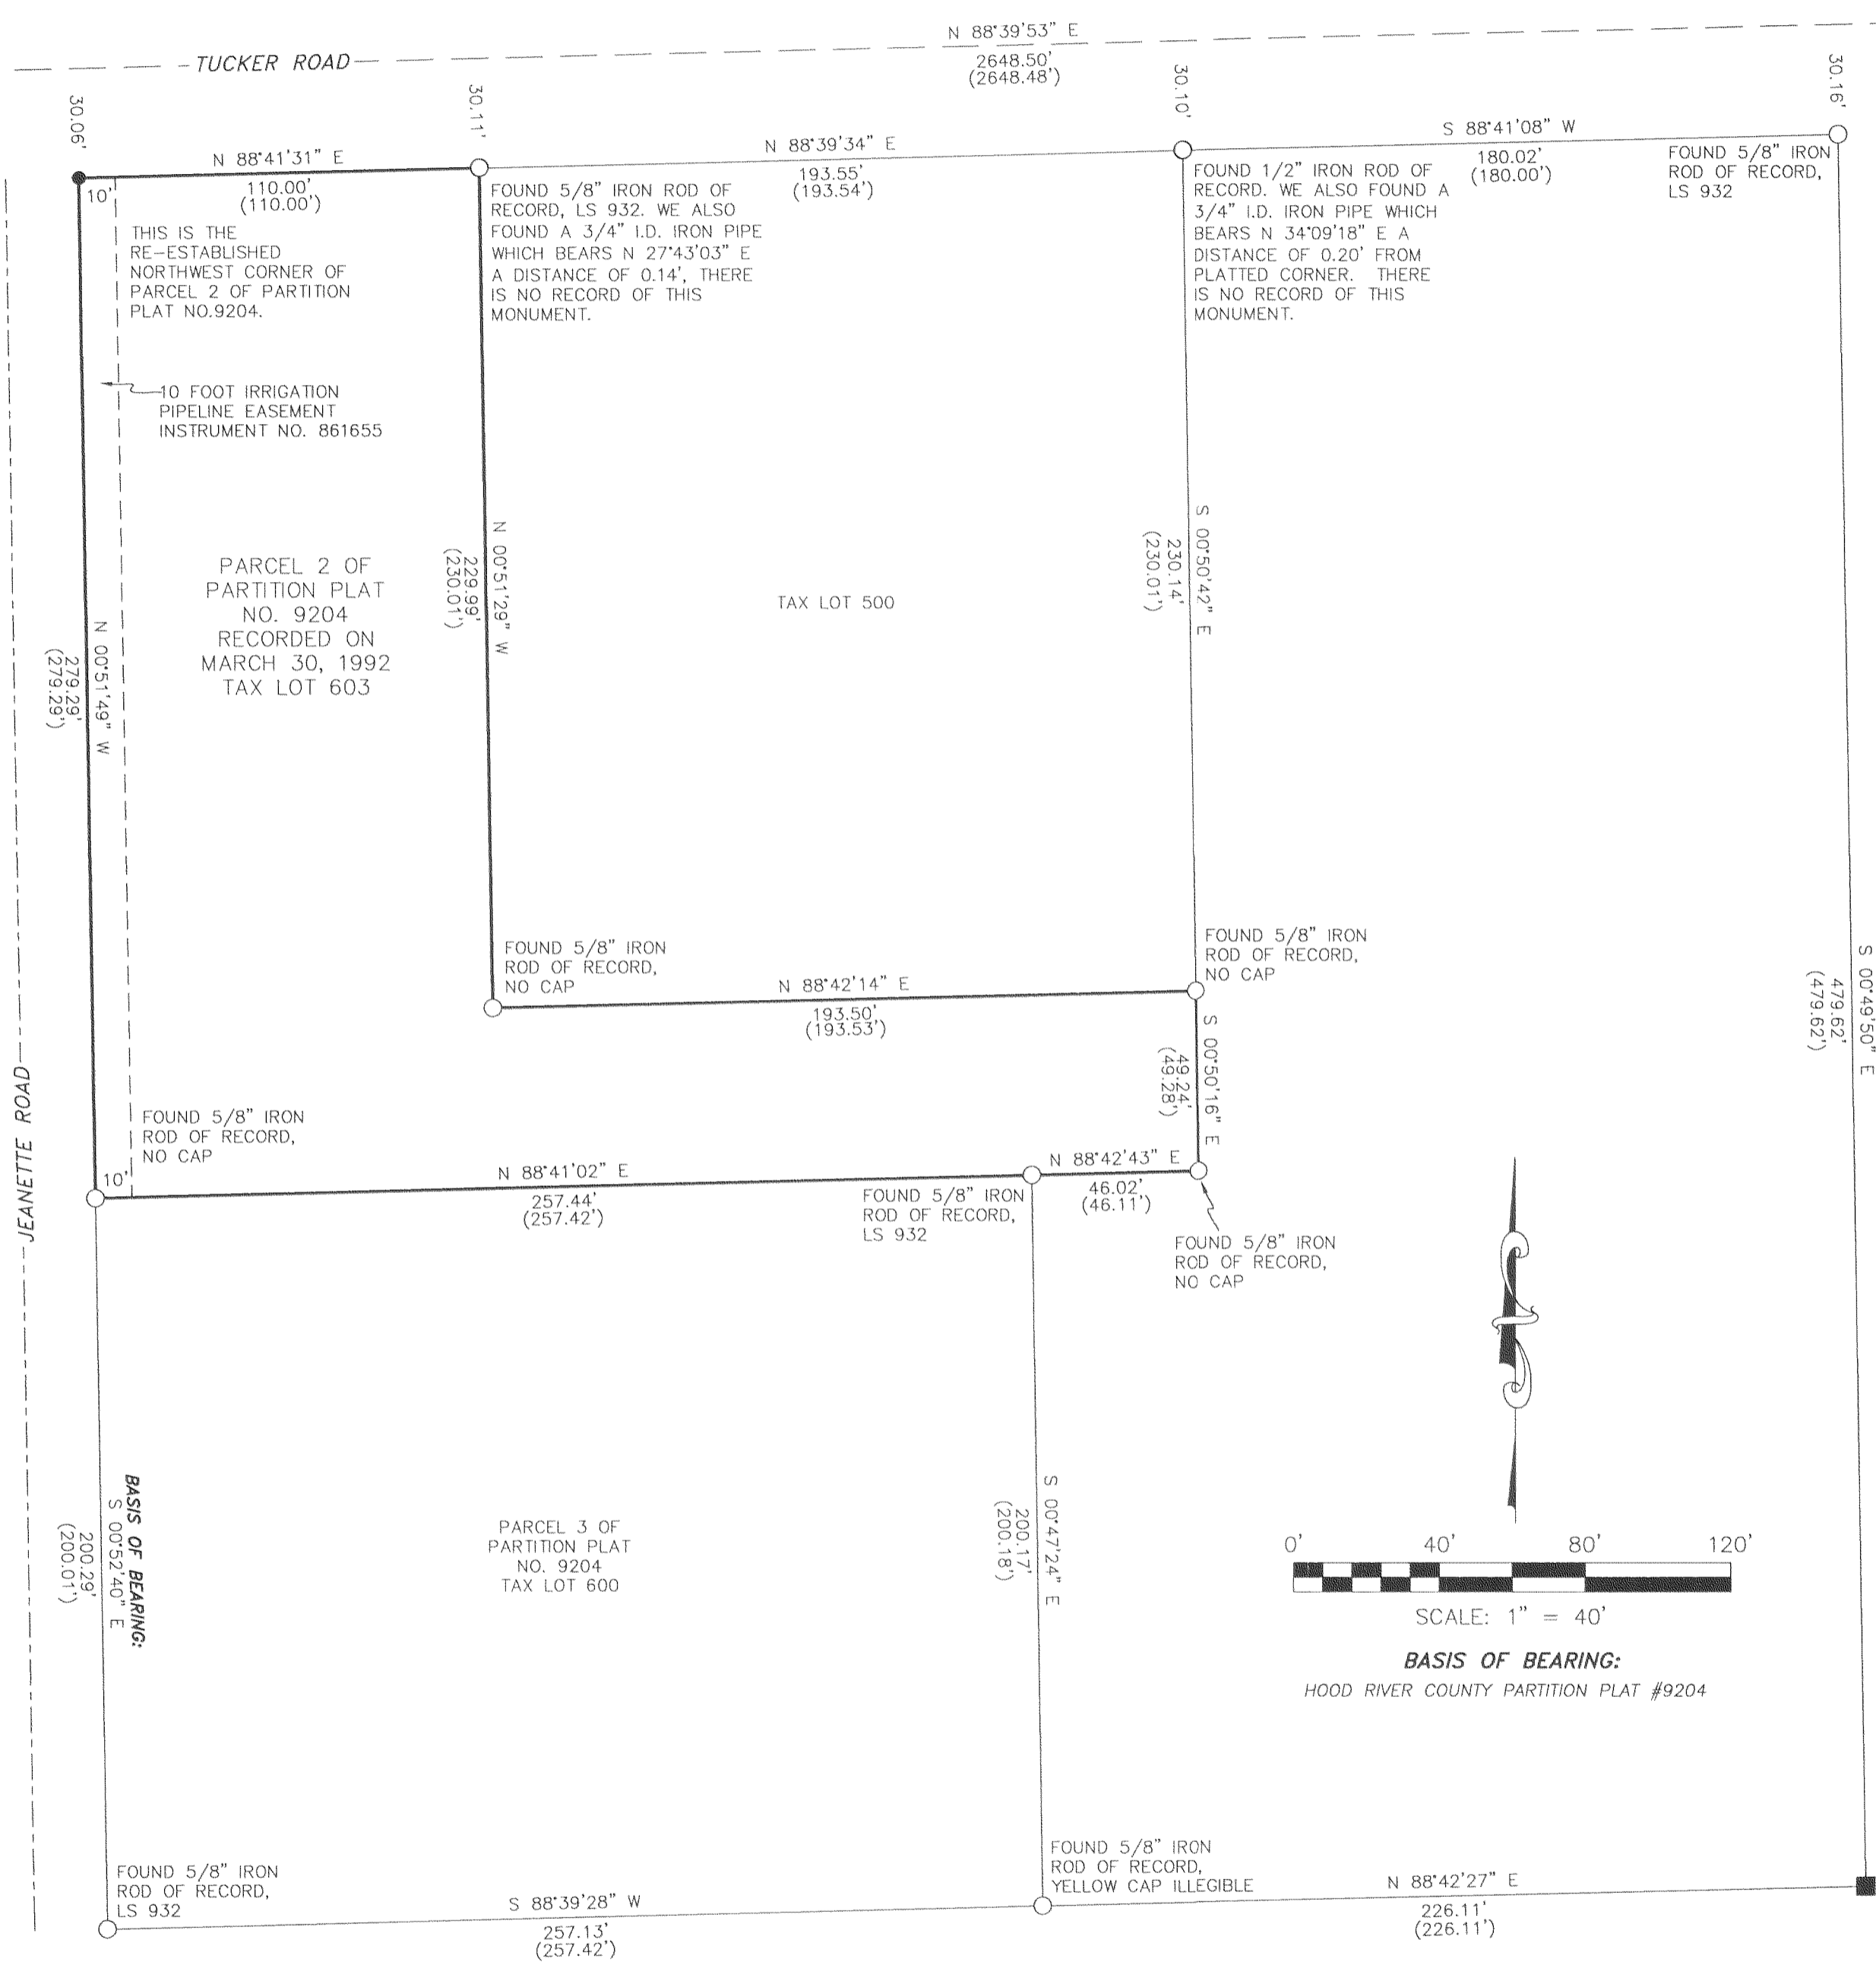 N 88°39'53" E
TUCKER ROAD
2648.50'
(2648.48')
30.06'
30.11'
30.10'
30.16'
N 88°41'31" E
110.00'
(110.00')
N 88°39'34" E
193.55'
(193.54')
S 88°41'08" W
180.02'
(180.00')
FOUND 5/8" IRON
ROD OF RECORD,
LS 932
10'
THIS IS THE
RE-ESTABLISHED
NORTHWEST CORNER OF
PARCEL 2 OF PARTITION
PLAT NO.9204.
FOUND 5/8" IRON ROD OF
RECORD, LS 932. WE ALSO
FOUND A 3/4" I.D. IRON PIPE
WHICH BEARS N 27°43'03" E
A DISTANCE OF 0.14', THERE
IS NO RECORD OF THIS
MONUMENT.
FOUND 1/2" IRON ROD OF
RECORD. WE ALSO FOUND A
3/4" I.D. IRON PIPE WHICH
BEARS N 34°09'18" E A
DISTANCE OF 0.20' FROM
PLATTED CORNER. THERE
IS NO RECORD OF THIS
MONUMENT.
10 FOOT IRRIGATION
PIPELINE EASEMENT
INSTRUMENT NO. 861655
PARCEL 2 OF
PARTITION PLAT
NO. 9204
RECORDED ON
MARCH 30, 1992
TAX LOT 603
N 00°51'49" W
279.29'
(279.29')
N 00°51'29" W
229.99'
(230.01')
TAX LOT 500
S 00°50'42" E
230.14'
(230.01')
S 00°49'50" E
479.62'
(479.62')
FOUND 5/8" IRON
ROD OF RECORD,
NO CAP
N 88°42'14" E
193.50'
(193.53')
FOUND 5/8" IRON
ROD OF RECORD,
NO CAP
S 00°50'16" E
49.24'
(49.28')
JEANETTE ROAD
FOUND 5/8" IRON
ROD OF RECORD,
NO CAP
10'
N 88°41'02" E
257.44'
(257.42')
FOUND 5/8" IRON
ROD OF RECORD,
LS 932
N 88°42'43" E
46.02'
(46.11')
FOUND 5/8" IRON
ROD OF RECORD,
NO CAP
BASIS OF BEARING:
S 00°52'40" E
200.29'
(200.01')
PARCEL 3 OF
PARTITION PLAT
NO. 9204
TAX LOT 600
S 00°47'24" E
200.17'
(200.18')
0' 40' 80' 120'
SCALE: 1" = 40'
BASIS OF BEARING:
HOOD RIVER COUNTY PARTITION PLAT #9204
FOUND 5/8" IRON
ROD OF RECORD,
LS 932
S 88°39'28" W
257.13'
(257.42')
FOUND 5/8" IRON
ROD OF RECORD,
YELLOW CAP ILLEGIBLE
N 88°42'27" E
226.11'
(226.11')